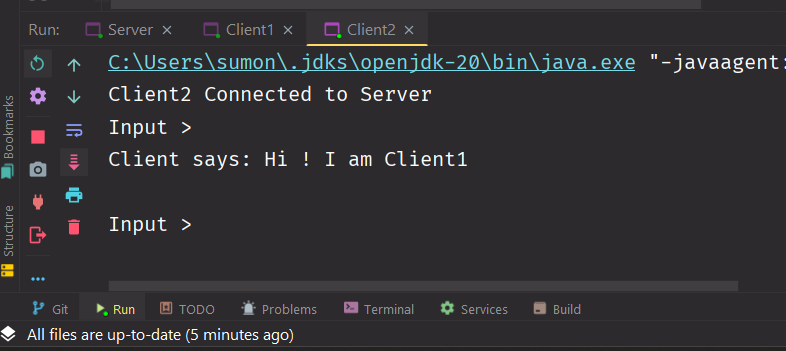 Run: Server × Client1 × Client2 ×
C:\Users\sumon\.jdks\openjdk-20\bin\java.exe "-javaagent:
Client2 Connected to Server
Input >
Client says: Hi ! I am Client1
Input >
Bookmarks
Structure
Git Run TODO Problems Terminal Services Build
All files are up-to-date (5 minutes ago)